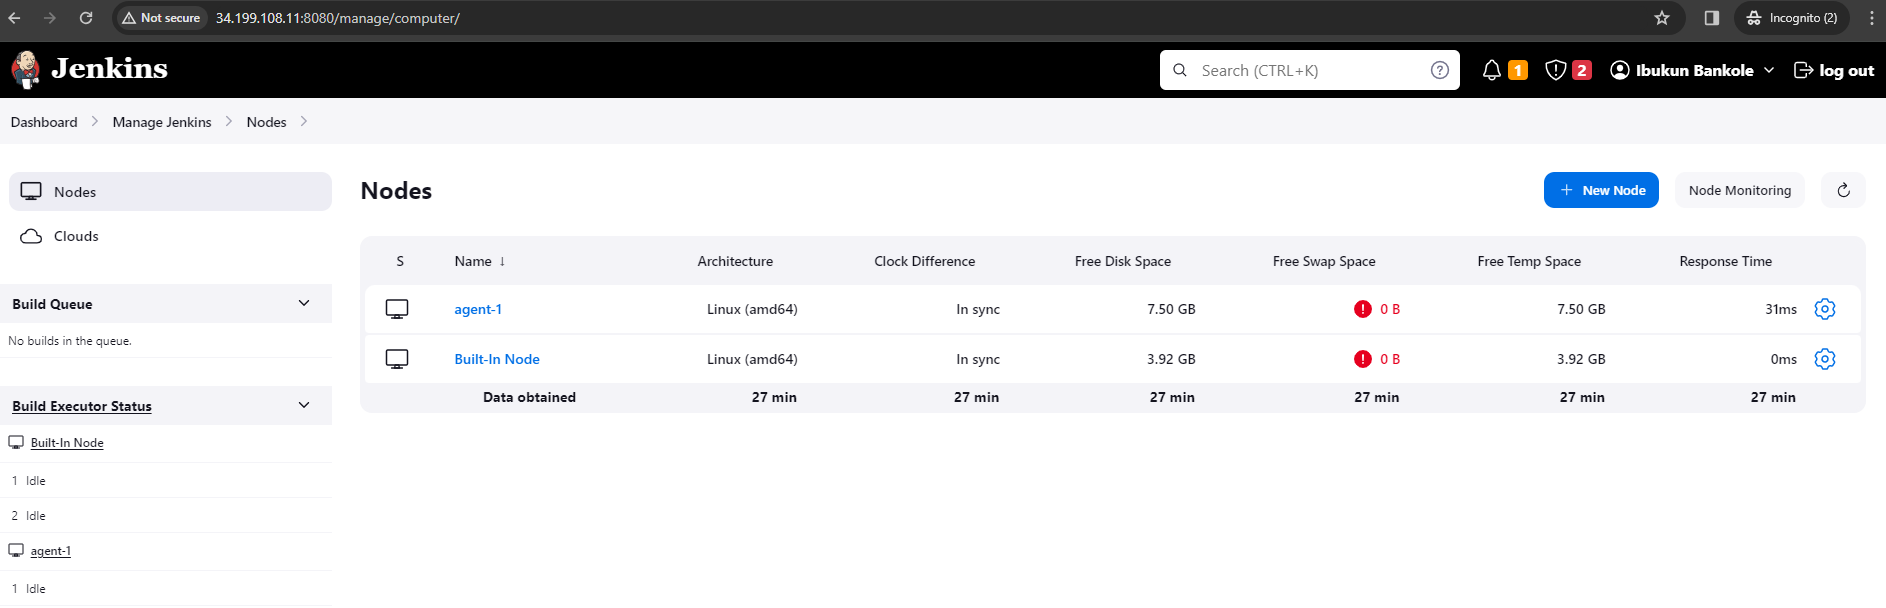 Not secure 34.199.108.11:8080/manage/computer/ Incognito (2)
Jenkins Search (CTRL+K) ? 1 2 Ibukun Bankole log out
Dashboard Manage Jenkins Nodes
Nodes
Clouds
Build Queue
No builds in the queue.
Build Executor Status
Built-In Node
1 Idle
2 Idle
agent-1
1 Idle
Nodes + New Node Node Monitoring
S Name ↓ Architecture Clock Difference Free Disk Space Free Swap Space Free Temp Space Response Time
agent-1 Linux (amd64) In sync 7.50 GB ! 0 B 7.50 GB 31ms
Built-In Node Linux (amd64) In sync 3.92 GB ! 0 B 3.92 GB 0ms
Data obtained 27 min 27 min 27 min 27 min 27 min 27 min